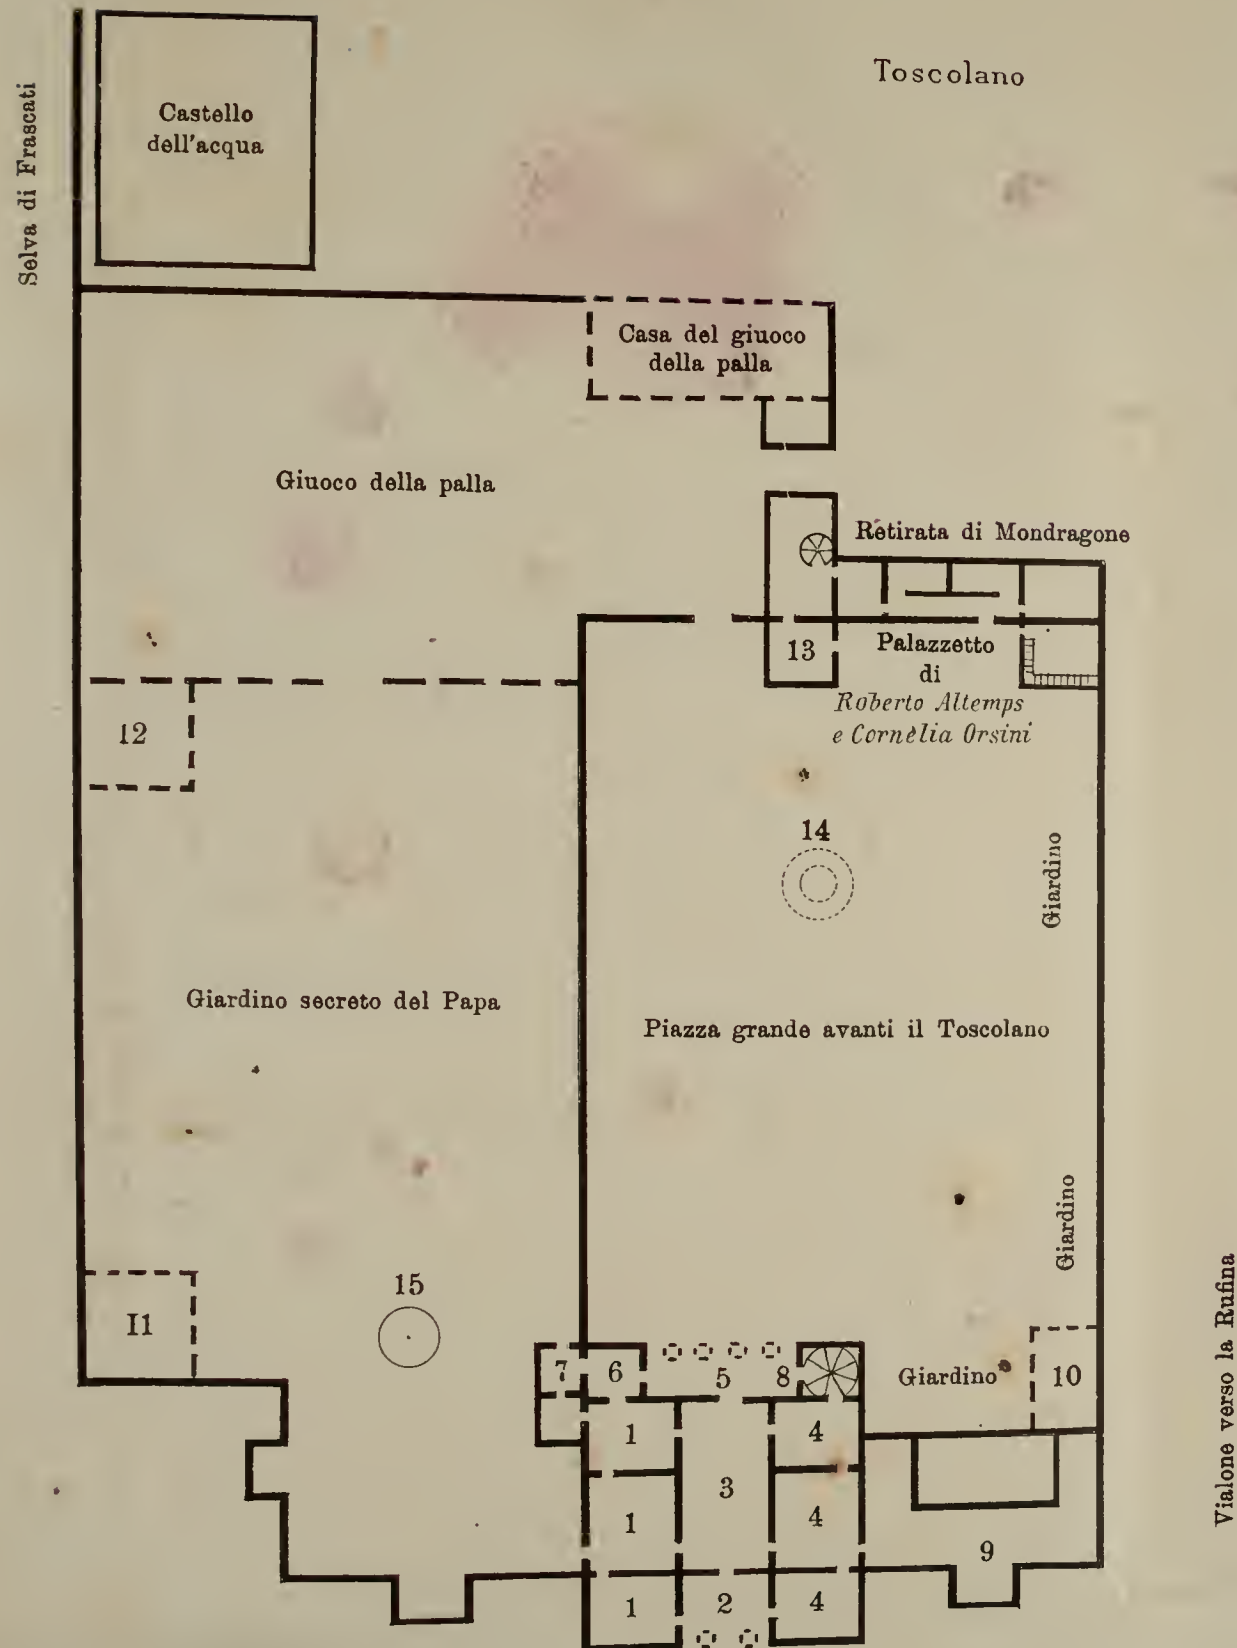 Toscolano
Selva di Frascati
Castello
dell'acqua
Casa del giuoco
della palla
Giuoco della palla
Retirata di Mondragone
13
Palazzetto
di
Roberto Altemps
e Cornelia Orsini
12
14
Giardino
Giardino secreto del Papa
Piazza grande avanti il Toscolano
Giardino
15
11
7
6
5
8
Giardino
10
1
4
3
1
4
9
1
2
4
Vialone verso la Rufina